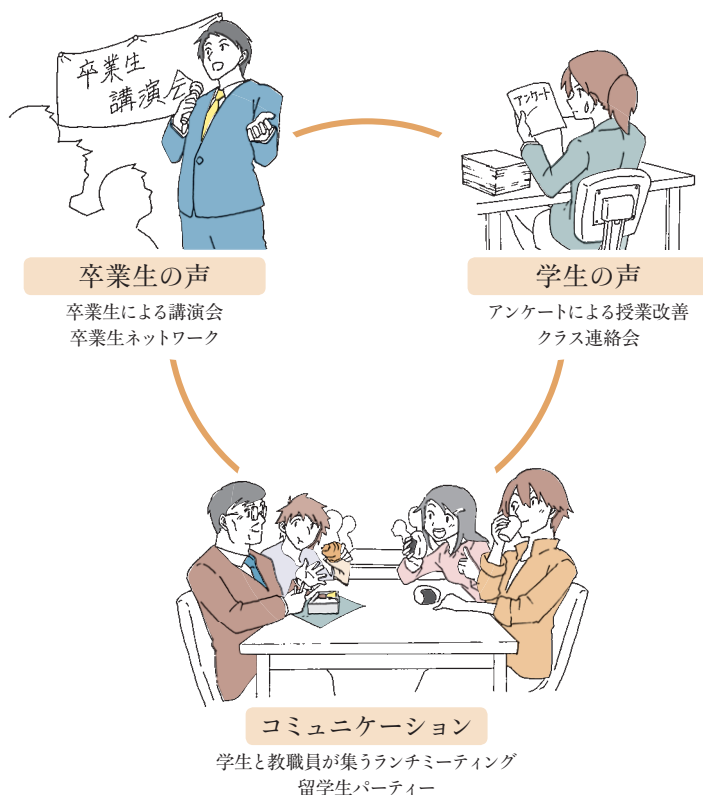 卒業生
講演会
アンケート
卒業生の声
卒業生による講演会
卒業生ネットワーク
学生の声
アンケートによる授業改善
クラス連絡会
コミュニケーション
学生と教職員が集うランチミーティング
留学生パーティー